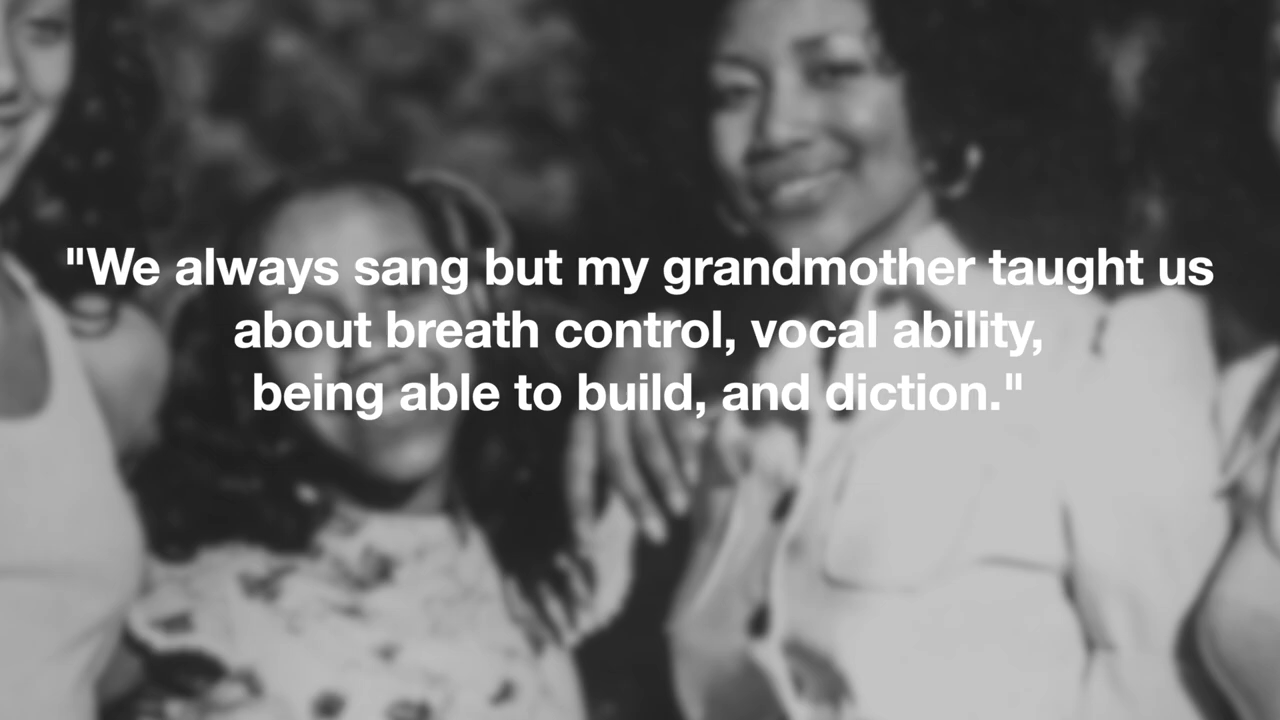 "We always sang but my grandmother taught us
about breath control, vocal ability,
being able to build, and diction."